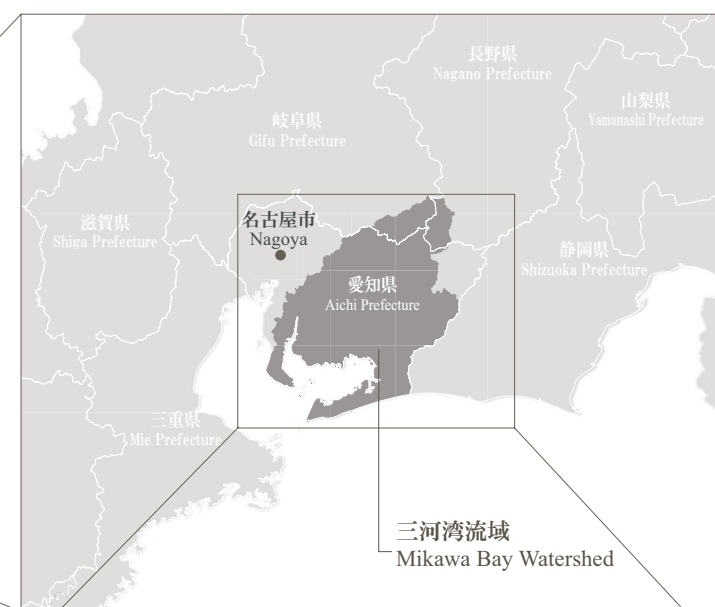 長野県
Nagano Prefecture
山梨県
Yamanashi Prefecture
岐阜県
Gifu Prefecture
名古屋市
Nagoya
滋賀県
Shiga Prefecture
静岡県
Shizuoka Prefecture
愛知県
Aichi Prefecture
三重県
Mie Prefecture
三河湾流域
Mikawa Bay Watershed